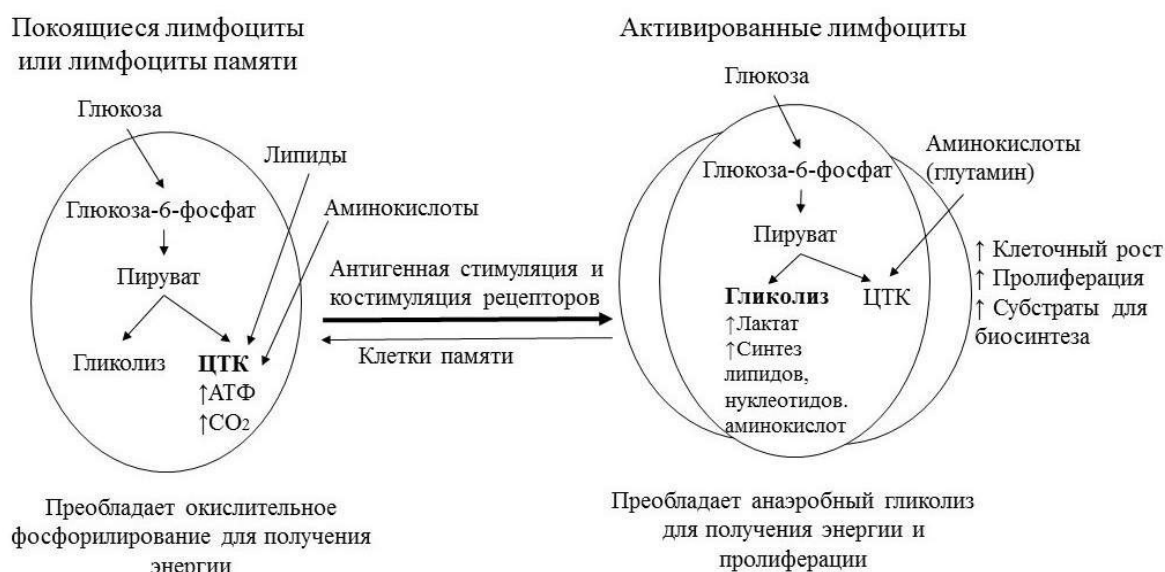 Покоящиеся лимфоциты
или лимфоциты памяти
Глюкоза
Липиды
Глюкоза-6-фосфат
Аминокислоты
Пируват
Гликолиз
ЦТК
↑АТФ
↑CO₂
Преобладает окислительное
фосфорилирование для получения
энергии
Антигенная стимуляция и
костимуляция рецепторов
Клетки памяти
Активированные лимфоциты
Глюкоза
Аминокислоты
(глутамин)
Глюкоза-6-фосфат
Пируват
Гликолиз
ЦТК
↑Лактат
↑Синтез
липидов,
нуклеотидов.
аминокислот
↑ Клеточный рост
↑ Пролиферация
↑ Субстраты для
биосинтеза
Преобладает анаэробный гликолиз
для получения энергии и
пролиферации